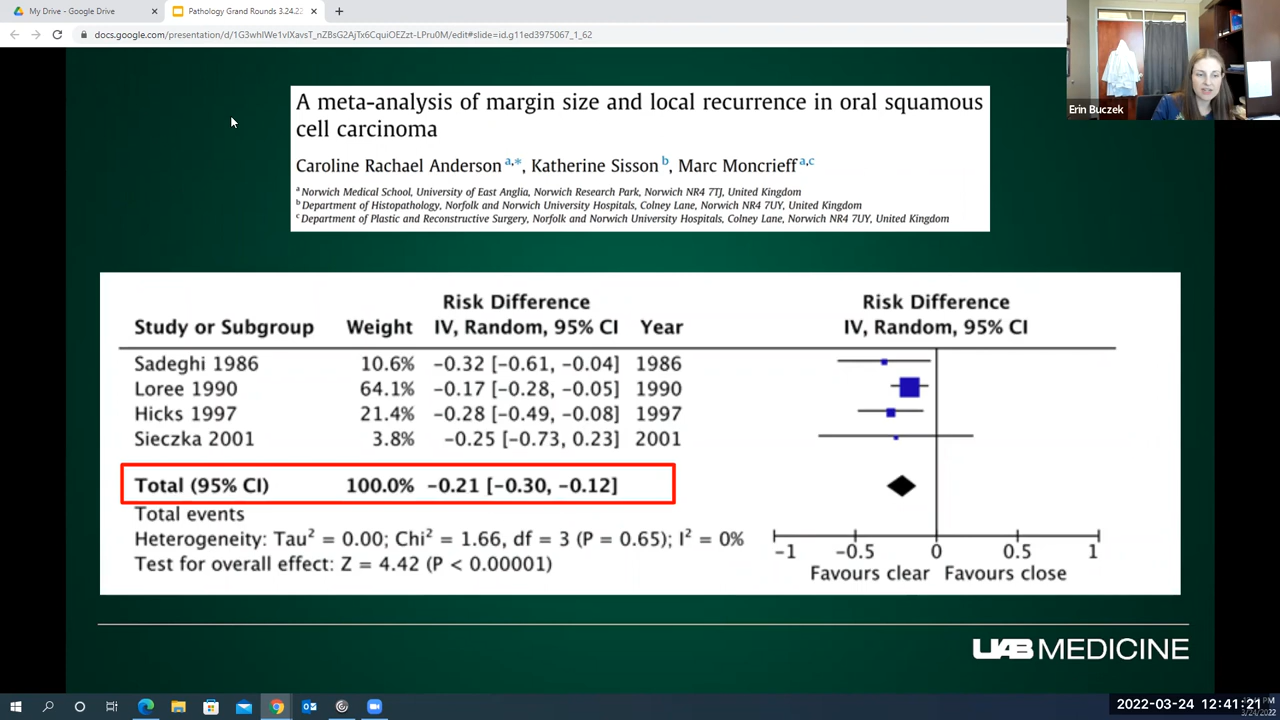 My Drive - Google Drive
Pathology Grand Rounds 3.24.22
docs.google.com/presentation/d/1G3whIWe1vIXavsT_nZBsG2AjTx6CquiOEZzt-LPru0M/edit#slide=id.g11ed3975067_1_62
Erin Buczek
A meta-analysis of margin size and local recurrence in oral squamous
cell carcinoma
Caroline Rachael Anderson a,*, Katherine Sisson b, Marc Moncrieff a,c
a Norwich Medical School, University of East Anglia, Norwich Research Park, Norwich NR4 7TJ, United Kingdom
b Department of Histopathology, Norfolk and Norwich University Hospitals, Colney Lane, Norwich NR4 7UY, United Kingdom
c Department of Plastic and Reconstructive Surgery, Norfolk and Norwich University Hospitals, Colney Lane, Norwich NR4 7UY, United Kingdom
Risk Difference Risk Difference
Study or Subgroup Weight IV, Random, 95% CI Year IV, Random, 95% CI
Sadeghi 1986 10.6% -0.32 [-0.61, -0.04] 1986
Loree 1990 64.1% -0.17 [-0.28, -0.05] 1990
Hicks 1997 21.4% -0.28 [-0.49, -0.08] 1997
Sieczka 2001 3.8% -0.25 [-0.73, 0.23] 2001
Total (95% CI) 100.0% -0.21 [-0.30, -0.12]
Total events
Heterogeneity: Tau² = 0.00; Chi² = 1.66, df = 3 (P = 0.65); I² = 0%
Test for overall effect: Z = 4.42 (P < 0.00001)
-1 -0.5 0 0.5 1
Favours clear Favours close
UAB MEDICINE
2022-03-24 12:41:21